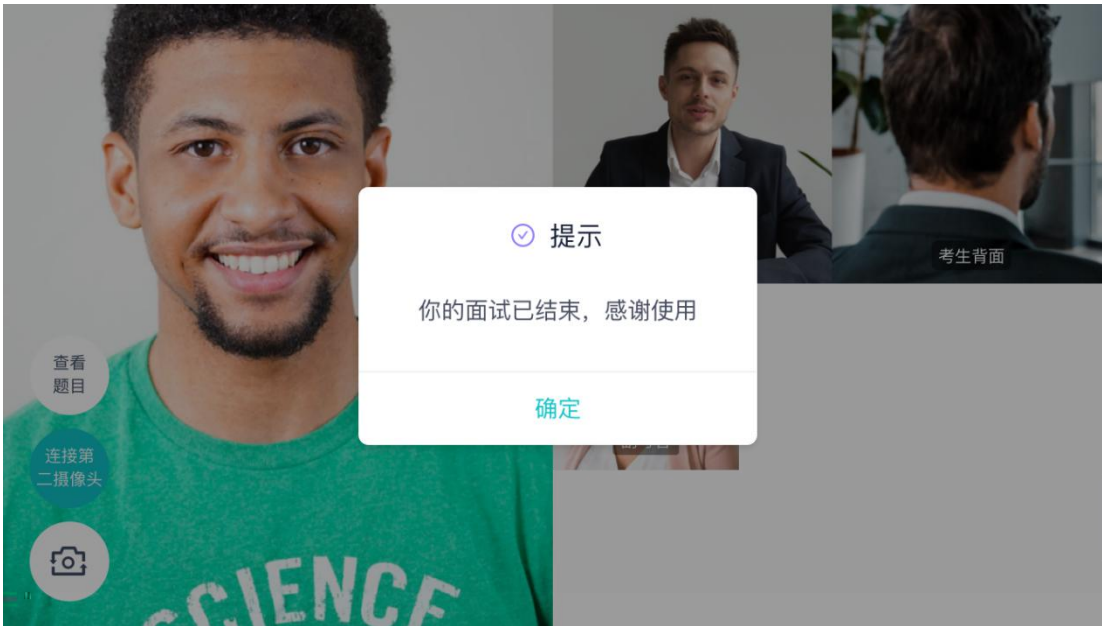 提示
你的面试已结束，感谢使用
确定
考生背面
查看
题目
连接第
二摄像头
SCIENCE